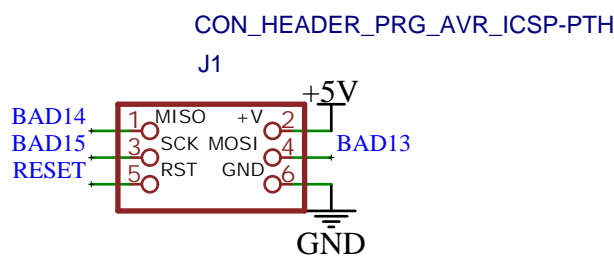 CON_HEADER_PRG_AVR_ICSP-PTH
J1
+5V
BAD14 1 MISO +V 2
BAD15 3 SCK MOSI 4 BAD13
RESET 5 RST GND 6
GND